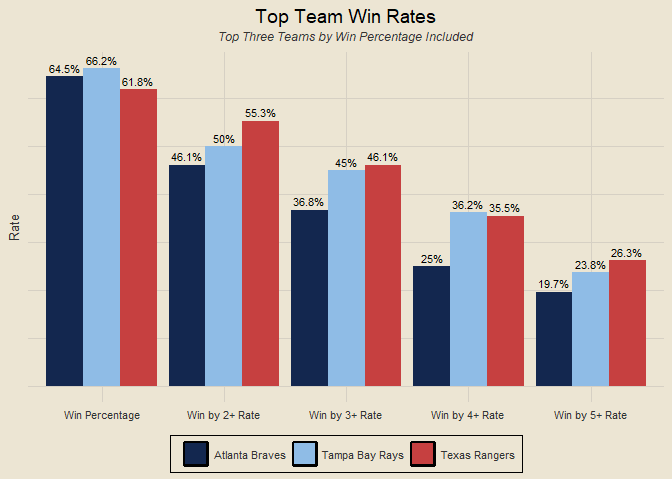 Top Team Win Rates
Top Three Teams by Win Percentage Included
Rate
64.5% 66.2% 61.8%
46.1% 50% 55.3%
36.8% 45% 46.1%
25% 36.2% 35.5%
19.7% 23.8% 26.3%
Win Percentage Win by 2+ Rate Win by 3+ Rate Win by 4+ Rate Win by 5+ Rate
Atlanta Braves Tampa Bay Rays Texas Rangers